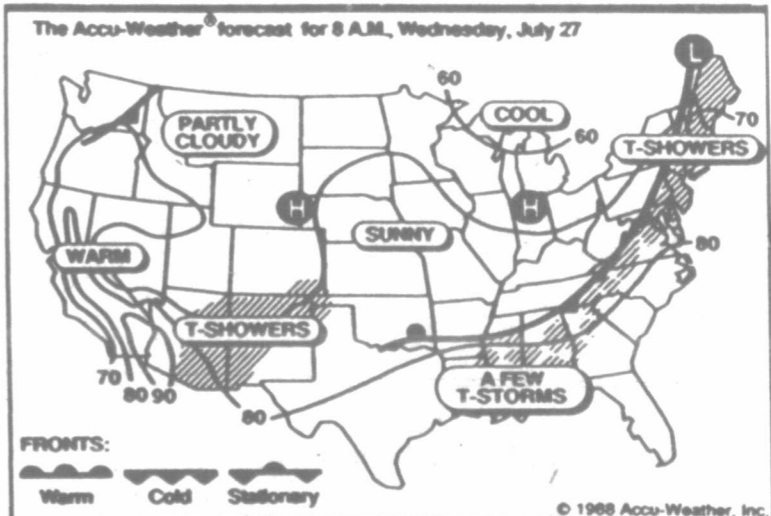 The Accu-Weather® forecast for 8 A.M., Wednesday, July 27
L
60
COOL
PARTLY
CLOUDY
60
70
T-SHOWERS
H
H
SUNNY
80
WARM
T-SHOWERS
70
80
90
80
A FEW
T-STORMS
FRONTS:
Warm
Cold
Stationary
© 1988 Accu-Weather, Inc.